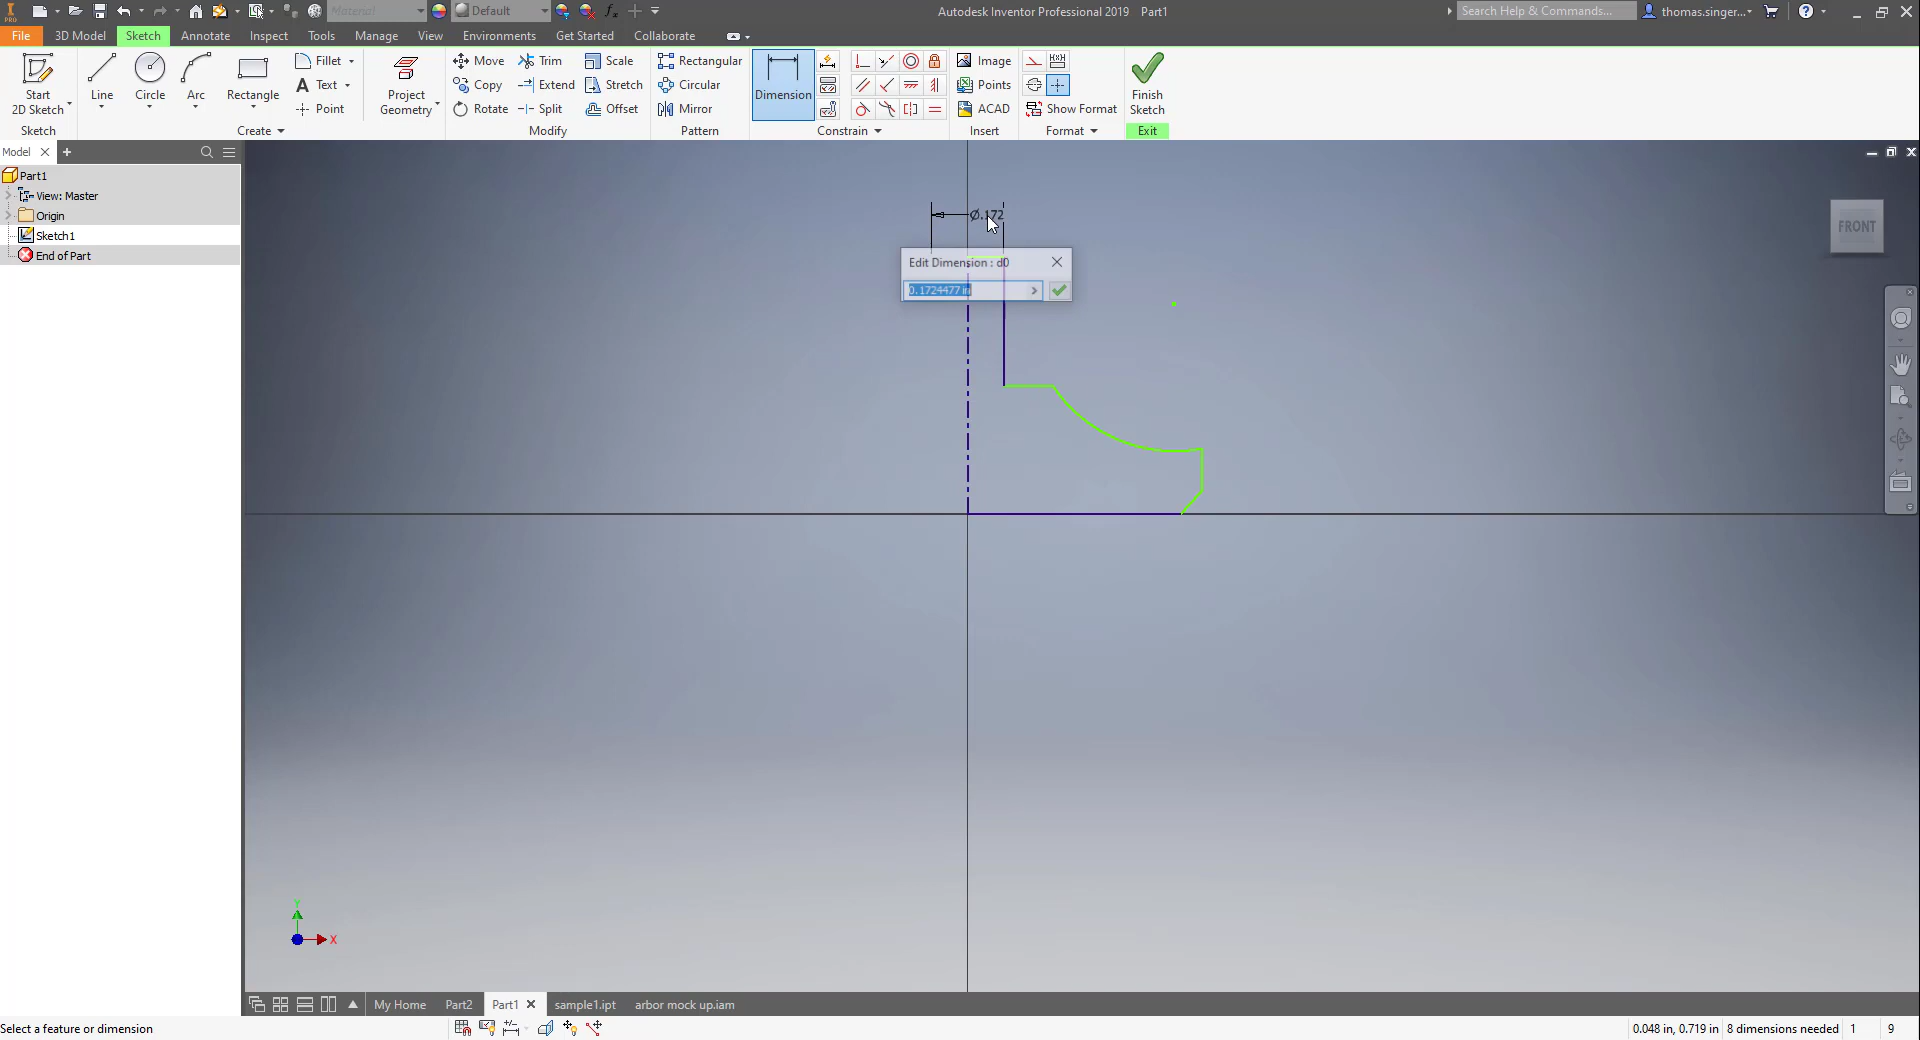 Material
Default
Autodesk Inventor Professional 2019 Part1
Search Help & Commands...
thomas.singer...
PRO
File
3D Model
Sketch
Annotate
Inspect
Tools
Manage
View
Environments
Get Started
Collaborate
Start
2D Sketch
Line
Circle
Arc
Rectangle
Fillet
A Text
Point
Project
Geometry
Move
Copy
Rotate
Trim
Extend
Split
Scale
Stretch
Offset
Rectangular
Circular
Mirror
Dimension
Image
Points
ACAD
Show Format
Finish
Sketch
Sketch
Create
Modify
Pattern
Constrain
Insert
Format
Exit
Model
Part1
View: Master
Origin
Sketch1
End of Part
Ø.172
Edit Dimension : d0
0.1724477 in
FRONT
Y
X
My Home
Part2
Part1
sample1.ipt
arbor mock up.iam
Select a feature or dimension
0.048 in, 0.719 in
8 dimensions needed
1
9